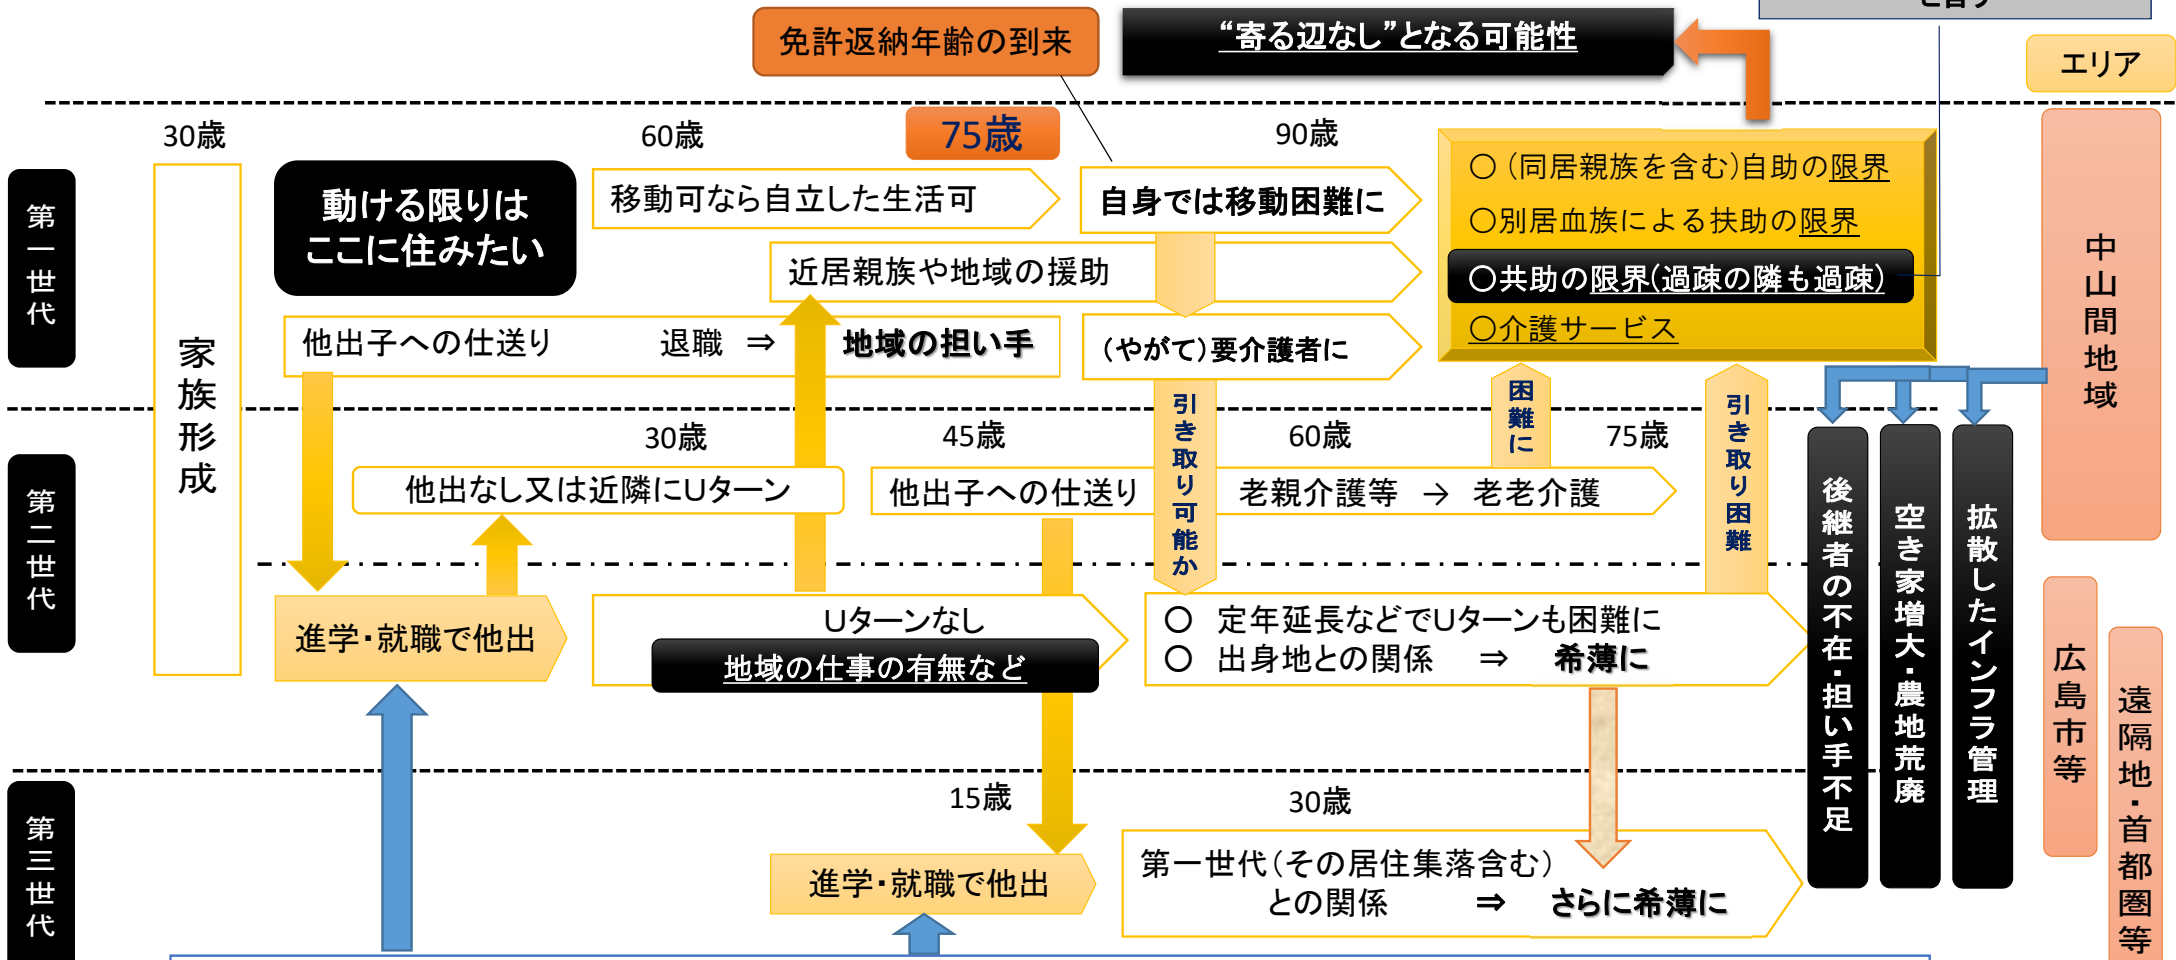 と言う
免許返納年齢の到来
“寄る辺なし”となる可能性
エリア
30歳
60歳
75歳
90歳
第一世代
家族形成
動ける限りは
ここに住みたい
移動可なら自立した生活可
自身では移動困難に
近居親族や地域の援助
他出子への仕送り　退職 ⇒ 地域の担い手
(やがて)要介護者に
〇 (同居親族を含む)自助の限界
〇別居血族による扶助の限界
〇共助の限界(過疎の隣も過疎)
〇介護サービス
中山間地域
第二世代
30歳
45歳
60歳
75歳
他出なし又は近隣にUターン
他出子への仕送り
老親介護等 → 老老介護
引き取り可能か
困難に
引き取り困難
進学・就職で他出
Uターンなし
地域の仕事の有無など
〇 定年延長などでUターンも困難に
〇 出身地との関係 ⇒ 希薄に
後継者の不在・担い手不足
空き家増大・農地荒廃
拡散したインフラ管理
広島市等
遠隔地・首都圏等
第三世代
15歳
30歳
進学・就職で他出
第一世代(その居住集落含む)
との関係 ⇒ さらに希薄に